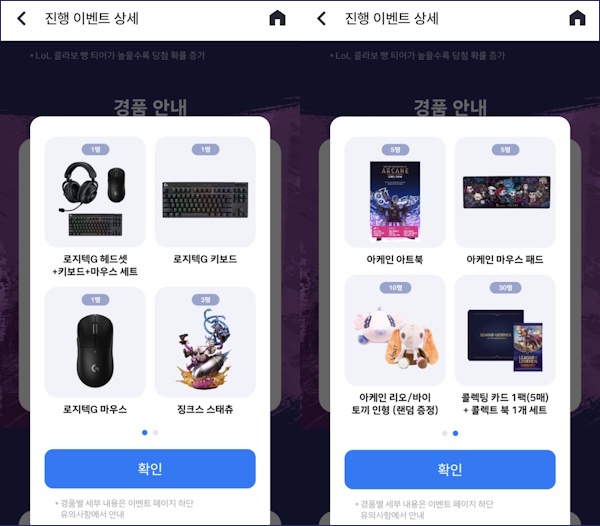 진행 이벤트 상세
* LoL 콜라보 빵 티어가 높을수록 당첨 확률 증가
경품 안내
1명
1명
로지텍G 헤드셋
+키보드+마우스 세트
로지텍G 키보드
1명
3명
로지텍G 마우스
징크스 스태츄
확인
* 경품별 세부 내용은 이벤트 페이지 하단
유의사항에서 안내
진행 이벤트 상세
* LoL 콜라보 빵 티어가 높을수록 당첨 확률 증가
경품 안내
5명
5명
ARCANE
아케인 아트북
아케인 마우스 패드
10명
30명
LEAGUE OF LEGENDS
LEAGUE OF
LEGENDS
아케인 리오/바이
토끼 인형 (랜덤 증정)
콜렉팅 카드 1팩(5매)
+ 콜렉트 북 1개 세트
확인
* 경품별 세부 내용은 이벤트 페이지 하단
유의사항에서 안내